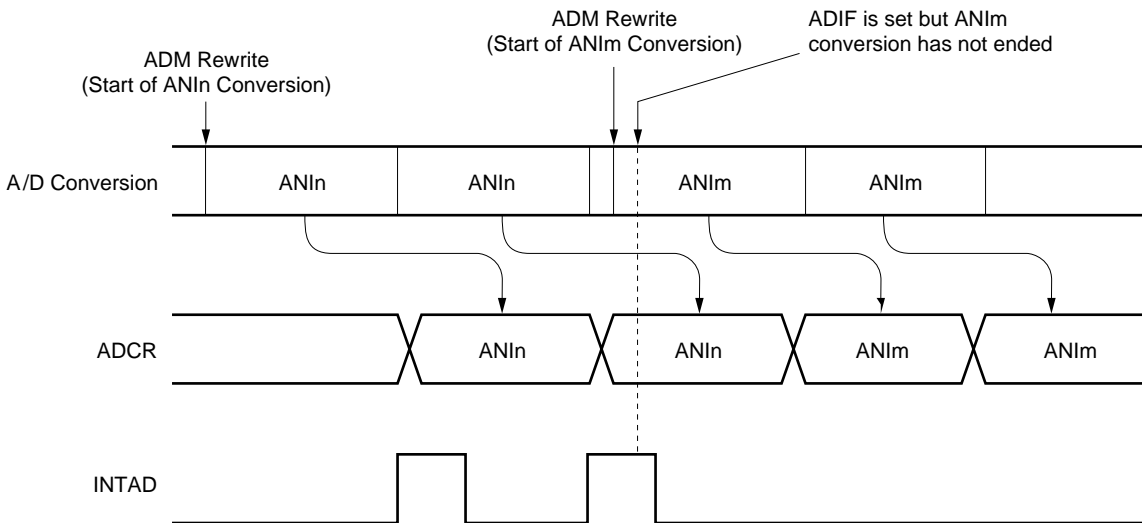 ADM Rewrite
(Start of ANIn Conversion)
ADM Rewrite
(Start of ANIm Conversion)
ADIF is set but ANIm
conversion has not ended
A/D Conversion
ANIn
ANIn
ANIm
ANIm
ADCR
ANIn
ANIn
ANIm
ANIm
INTAD